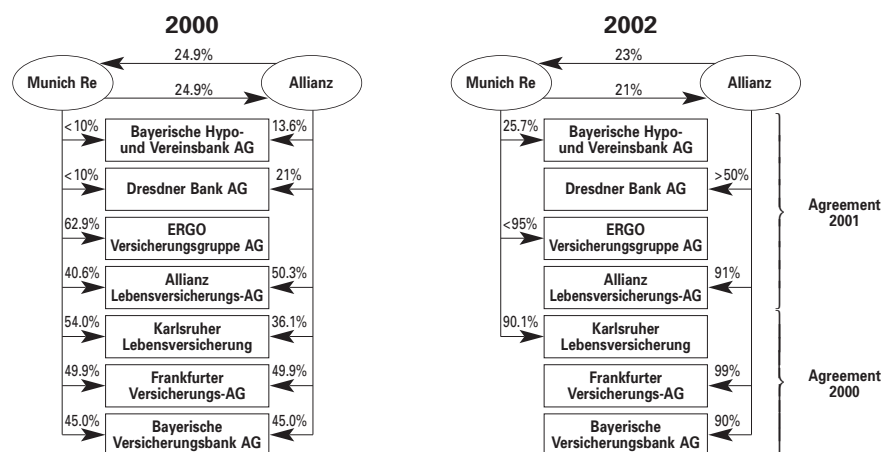 2000
24.9%
Munich Re
Allianz
24.9%
<10%
Bayerische Hypo-
und Vereinsbank AG
13.6%
<10%
Dresdner Bank AG
21%
62.9%
ERGO
Versicherungsgruppe AG
40.6%
Allianz
Lebensversicherungs-AG
50.3%
54.0%
Karlsruher
Lebensversicherung
36.1%
49.9%
Frankfurter
Versicherungs-AG
49.9%
45.0%
Bayerische
Versicherungsbank AG
45.0%
2002
23%
Munich Re
Allianz
21%
25.7%
Bayerische Hypo-
und Vereinsbank AG
Dresdner Bank AG
>50%
<95%
ERGO
Versicherungsgruppe AG
Allianz
Lebensversicherungs-AG
91%
90.1%
Karlsruher
Lebensversicherung
Frankfurter
Versicherungs-AG
99%
Bayerische
Versicherungsbank AG
90%
Agreement
2001
Agreement
2000